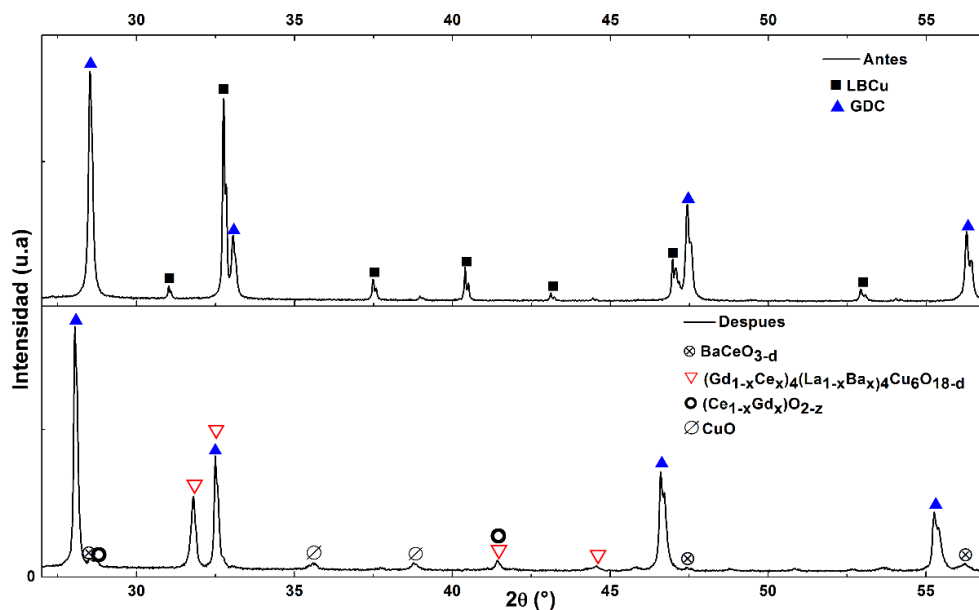 25 30 35 40 45 50 55
Antes
LBCu
GDC
Intensidad (u.a)
Despues
BaCeO3-d
(Gd1-xCex)4(La1-xBax)4Cu6O18-d
(Ce1-xGdx)O2-z
CuO
0
30 35 40 45 50 55
2θ (°)